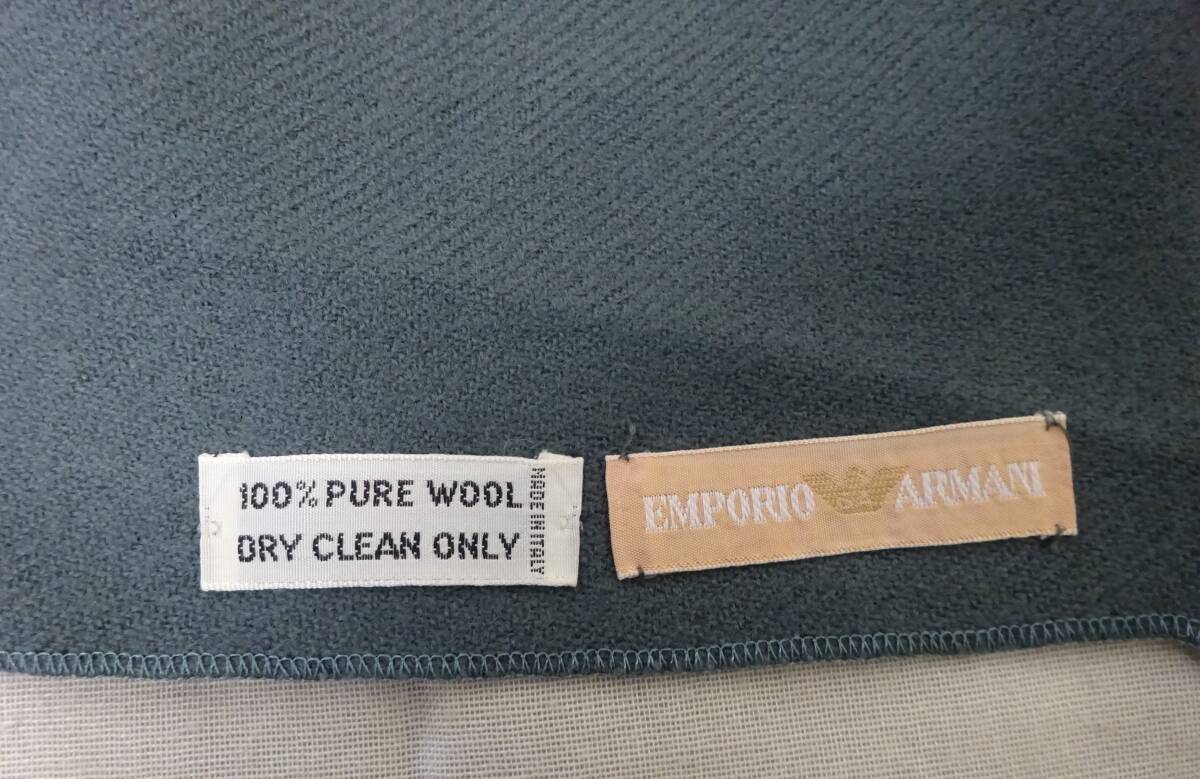 100% PURE WOOL
DRY CLEAN ONLY
MADE IN ITALY
EMPORIO ARMANI